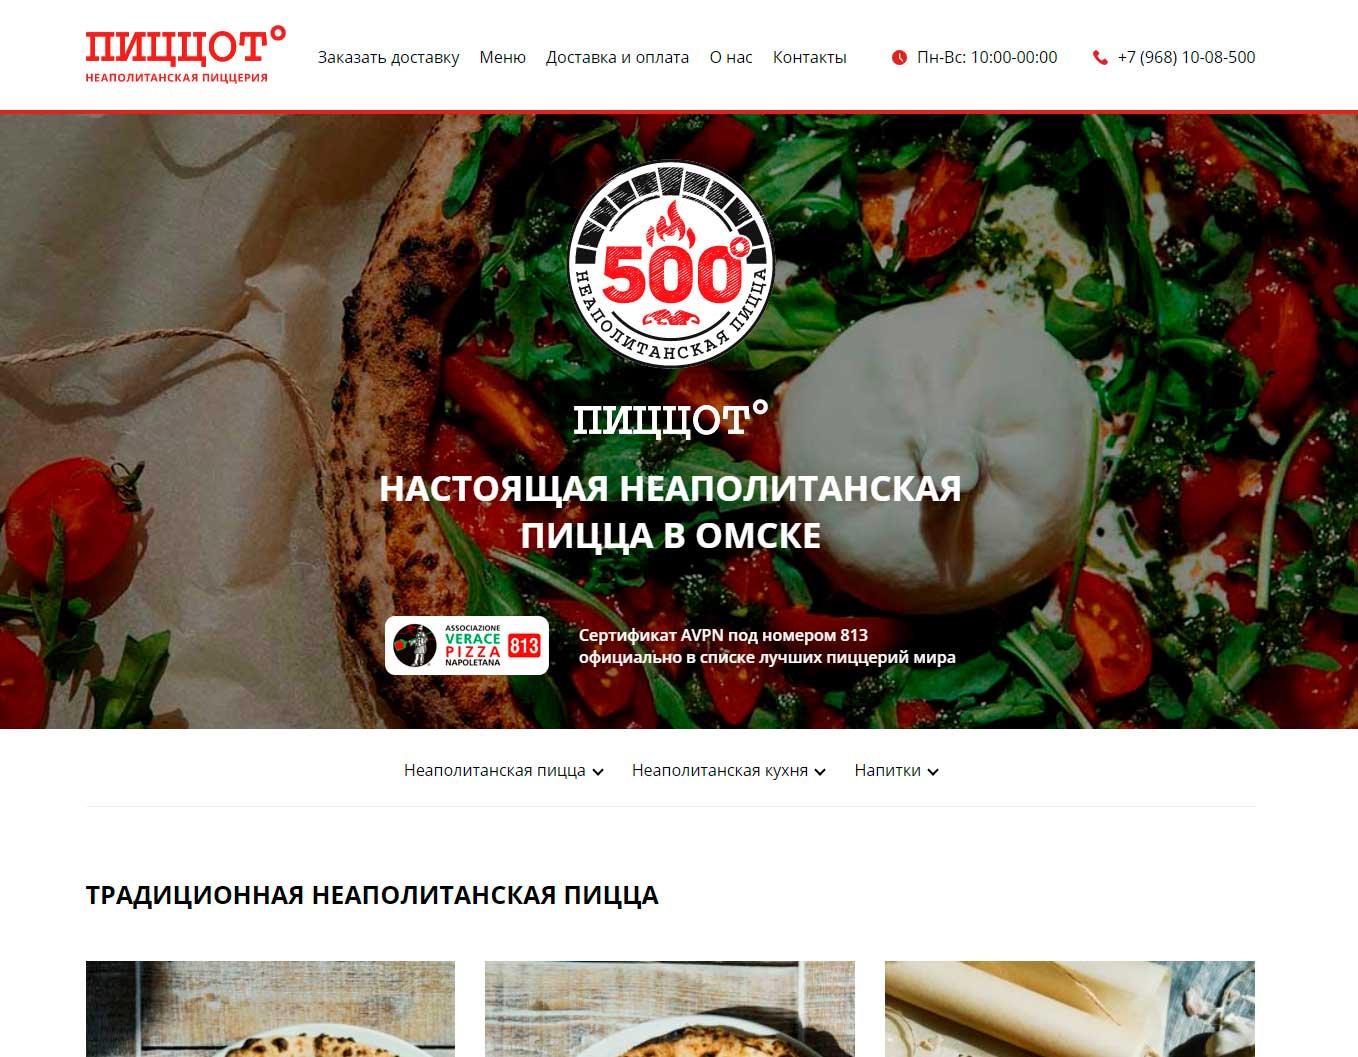 ПИЦЦОТ°
НЕАПОЛИТАНСКАЯ ПИЦЦЕРИЯ
Заказать доставку Меню Доставка и оплата О нас Контакты Пн-Вс: 10:00-00:00 +7 (968) 10-08-500
500°
НЕАПОЛИТАНСКАЯ ПИЦЦА
ПИЦЦОТ°
НАСТОЯЩАЯ НЕАПОЛИТАНСКАЯ
ПИЦЦА В ОМСКЕ
ASSOCIAZIONE
VERACE
PIZZA
NAPOLETANA
813
Сертификат AVPN под номером 813
официально в списке лучших пиццерий мира
Неаполитанская пицца Неаполитанская кухня Напитки
ТРАДИЦИОННАЯ НЕАПОЛИТАНСКАЯ ПИЦЦА